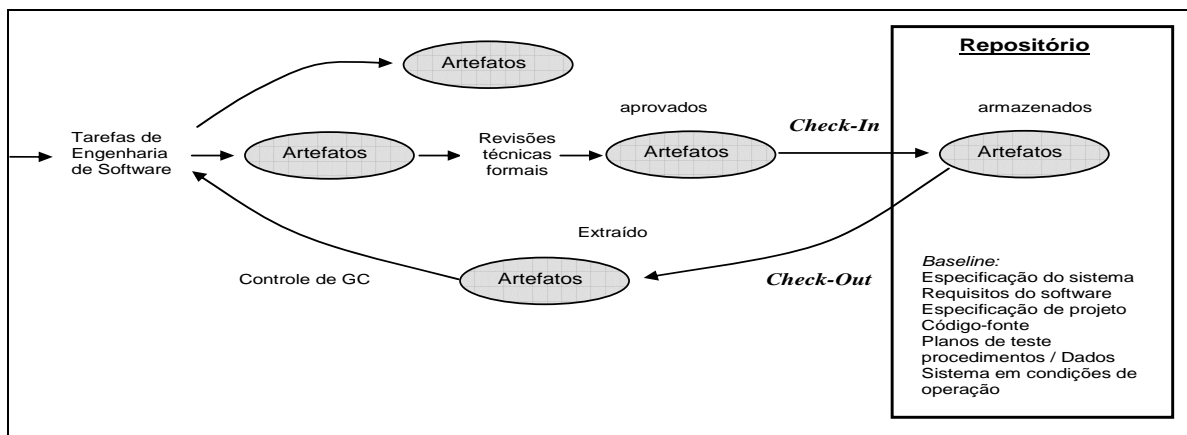 Repositório
Artefatos
aprovados
armazenados
Check-In
Tarefas de
Engenharia
de Software
Artefatos
Revisões
técnicas
formais
Artefatos
Artefatos
Extraído
Controle de GC
Artefatos
Check-Out
Baseline:
Especificação do sistema
Requisitos do software
Especificação de projeto
Código-fonte
Planos de teste
procedimentos / Dados
Sistema em condições de
operação